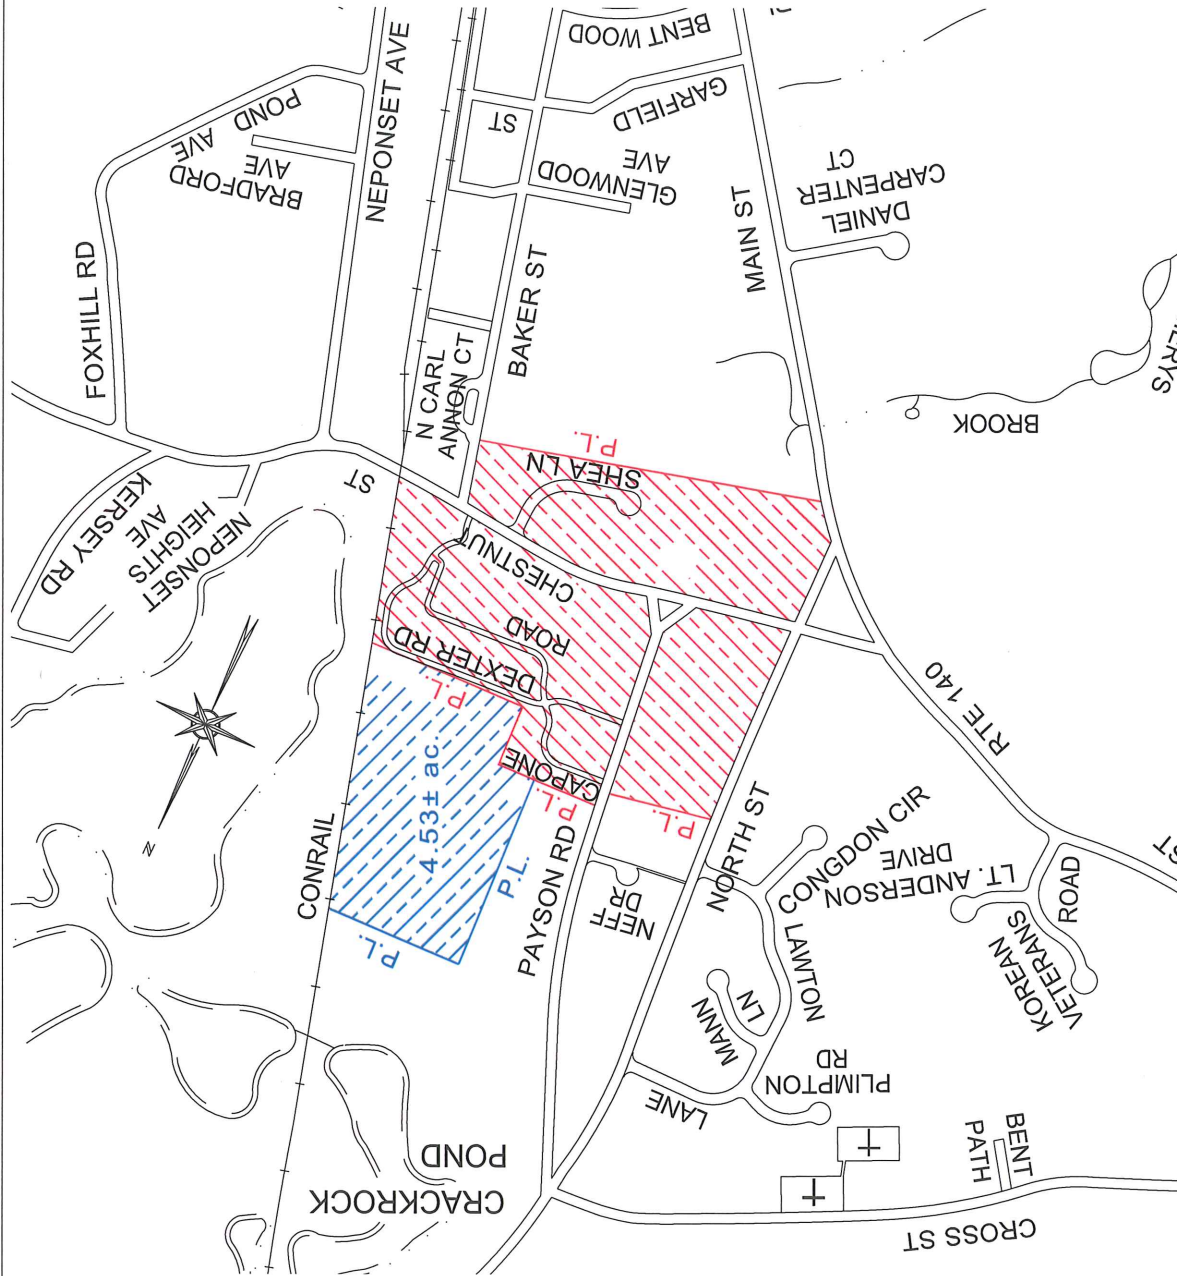 BENT WOOD
NEPONSET AVE
POND
AVE
BRADFORD
AVE
ST
GARFIELD
GLENWOOD
AVE
DANIEL
CARPENTER
CT
MAIN ST
FOXHILL RD
BAKER ST
N CARL
ANNON CT
BROOK
P.L.
SHEA LN
ST
KERSEY RD
NEPONSET
HEIGHTS
AVE
CHESTNUT
ROAD
DEXTER RD
P.L.
RTE 140
N
4.53± ac.
CAPONE
P.L.
P.L.
P.L.
P.L.
CONRAIL
PAYSON RD
NORTH ST
NEFF
DR
CONGDON CIR
LT. ANDERSON
DRIVE
ST
ROAD
KOREAN
VETERANS
LAWTON
MANN
LN
PLIMPTON
RD
LANE
CRACKROCK
POND
BENT
PATH
CROSS ST